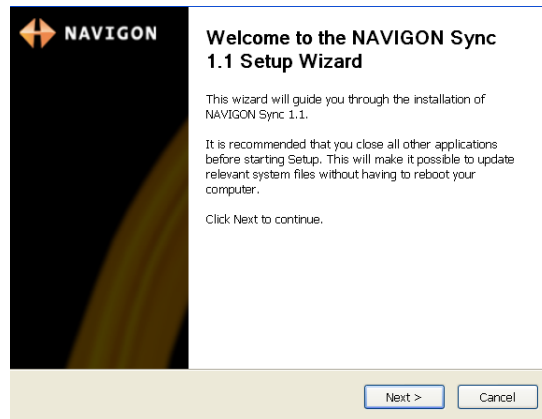 NAVIGON
Welcome to the NAVIGON Sync
1.1 Setup Wizard
This wizard will guide you through the installation of
NAVIGON Sync 1.1.
It is recommended that you close all other applications
before starting Setup. This will make it possible to update
relevant system files without having to reboot your
computer.
Click Next to continue.
Next >
Cancel